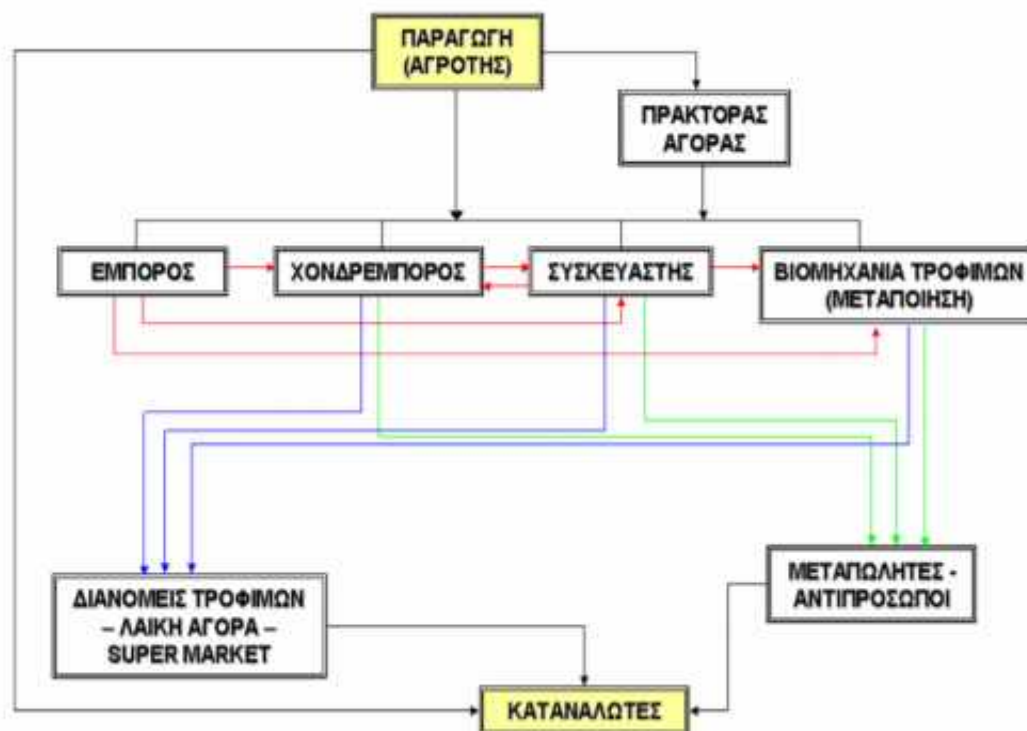 ΠΑΡΑΓΩΓΗ
(ΑΓΡΟΤΗΣ)
ΠΡΑΚΤΟΡΑΣ
ΑΓΟΡΑΣ
ΕΜΠΟΡΟΣ
ΧΟΝΔΡΕΜΠΟΡΟΣ
ΣΥΣΚΕΥΑΣΤΗΣ
ΒΙΟΜΗΧΑΝΙΑ ΤΡΟΦΙΜΩΝ
(ΜΕΤΑΠΟΙΗΣΗ)
ΔΙΑΝΟΜΕΙΣ ΤΡΟΦΙΜΩΝ
– ΛΑΙΚΗ ΑΓΟΡΑ –
SUPER MARKET
ΜΕΤΑΠΩΛΗΤΕΣ -
ΑΝΤΙΠΡΟΣΩΠΟΙ
ΚΑΤΑΝΑΛΩΤΕΣ